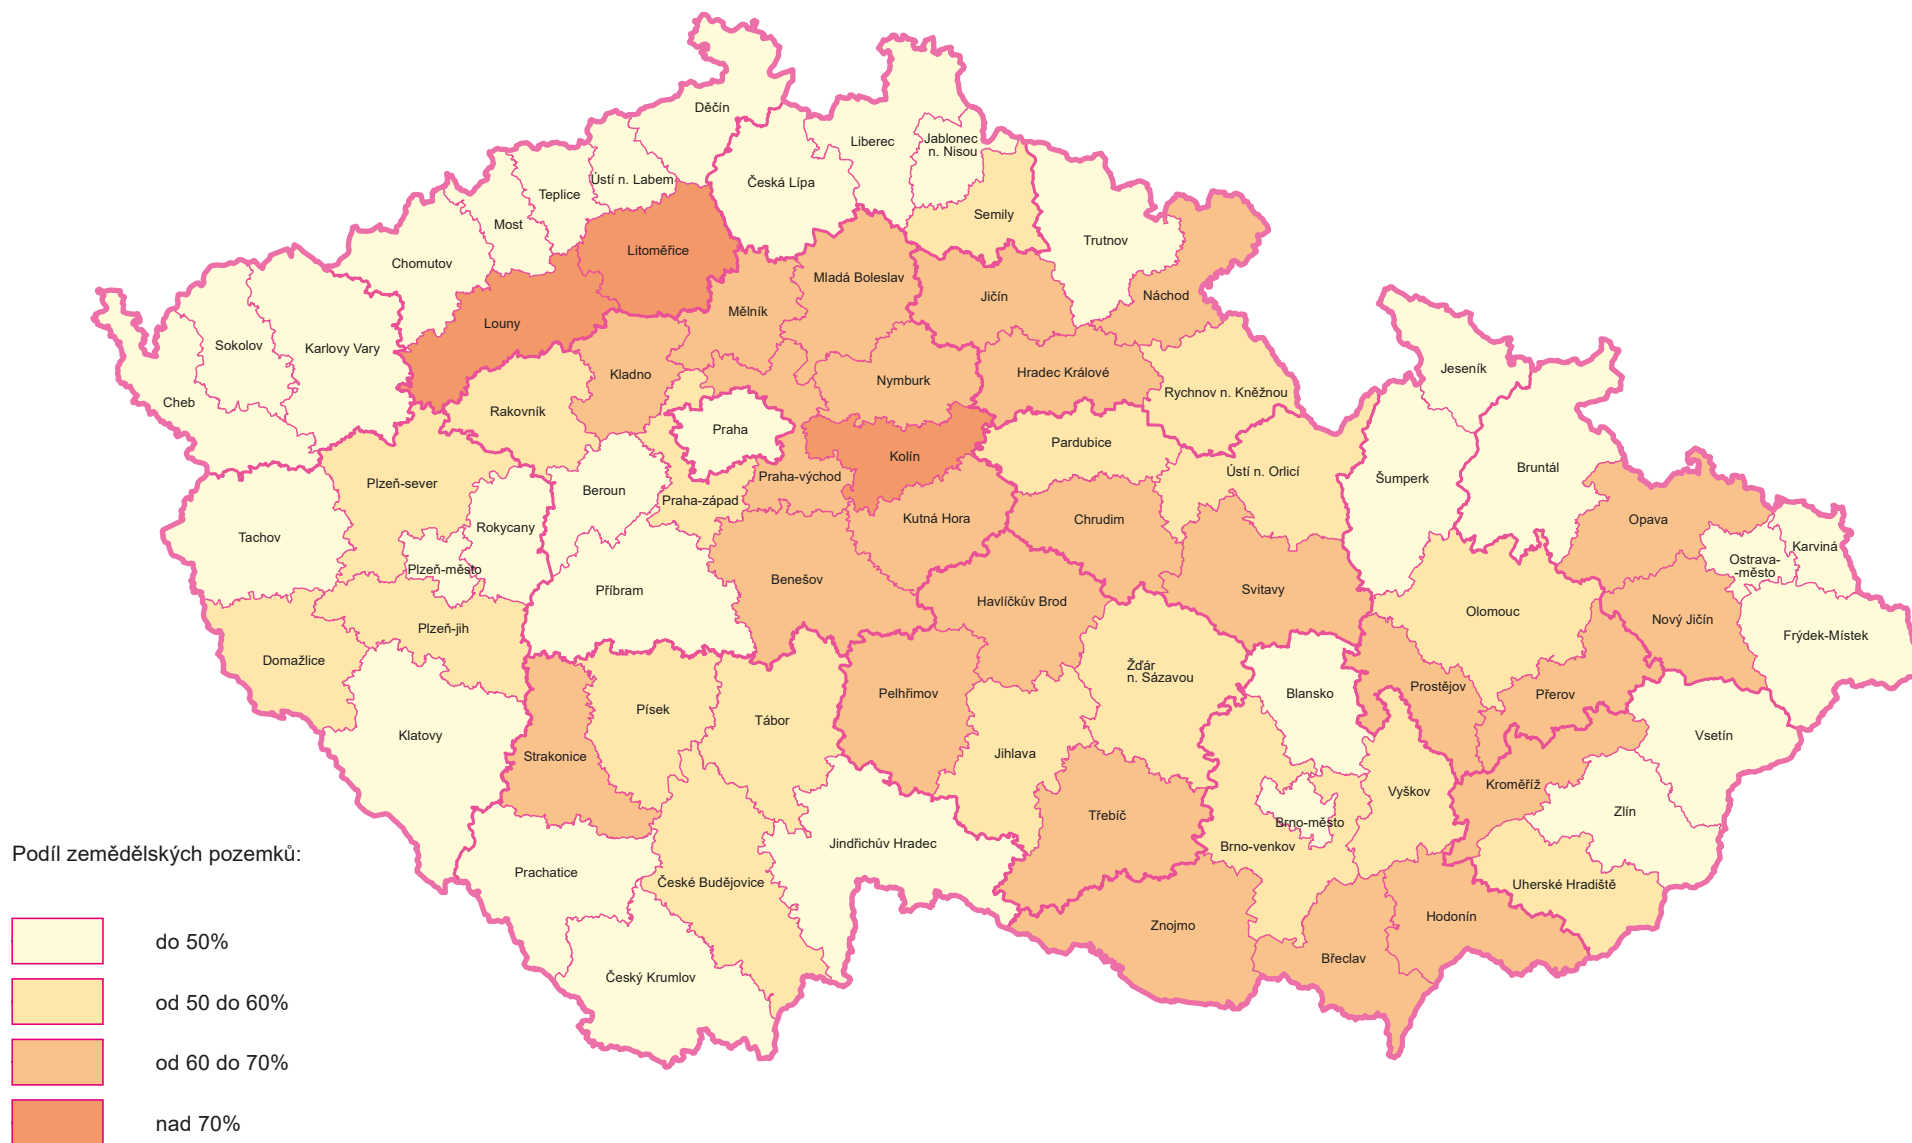 Děčín
Liberec
Jablonec
n. Nisou
Ústí n. Labem
Česká Lípa
Teplice
Semily
Most
Trutnov
Litoměřice
Chomutov
Mladá Boleslav
Jičín
Náchod
Mělník
Louny
Sokolov
Karlovy Vary
Jeseník
Hradec Králové
Kladno
Nymburk
Rychnov n. Kněžnou
Cheb
Rakovník
Praha
Pardubice
Kolín
Bruntál
Ústí n. Orlicí
Šumperk
Praha-východ
Plzeň-sever
Beroun
Praha-západ
Kutná Hora
Chrudim
Opava
Rokycany
Tachov
Karviná
Ostrava-
-město
Plzeň-město
Benešov
Příbram
Svitavy
Havlíčkův Brod
Olomouc
Nový Jičín
Plzeň-jih
Frýdek-Místek
Domažlice
Žďár
n. Sázavou
Prostějov
Pelhřimov
Blansko
Přerov
Písek
Tábor
Klatovy
Vsetín
Jihlava
Strakonice
Kroměříž
Vyškov
Zlín
Třebíč
Brno-město
Jindřichův Hradec
Brno-venkov
Prachatice
České Budějovice
Uherské Hradiště
Hodonín
Znojmo
Břeclav
Český Krumlov
Podíl zemědělských pozemků:
do 50%
od 50 do 60%
od 60 do 70%
nad 70%